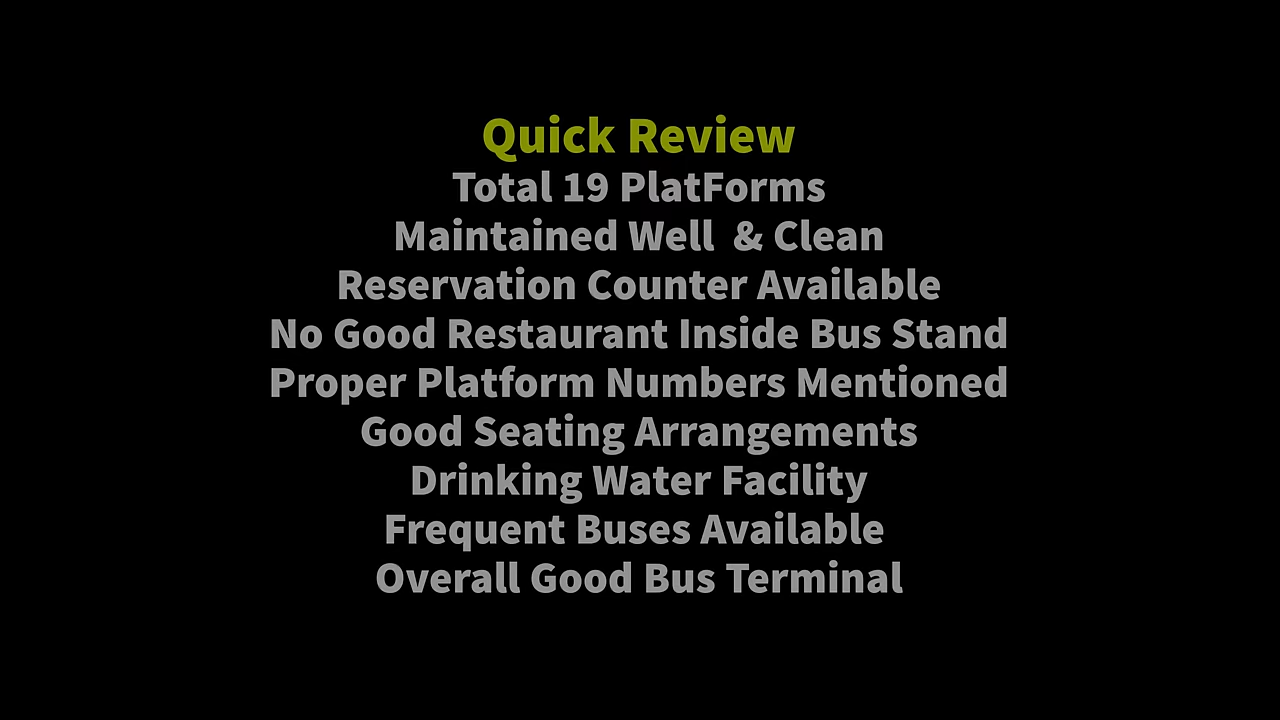 Quick Review
Total 19 PlatForms
Maintained Well  & Clean
Reservation Counter Available
No Good Restaurant Inside Bus Stand
Proper Platform Numbers Mentioned
Good Seating Arrangements
Drinking Water Facility
Frequent Buses Available
Overall Good Bus Terminal